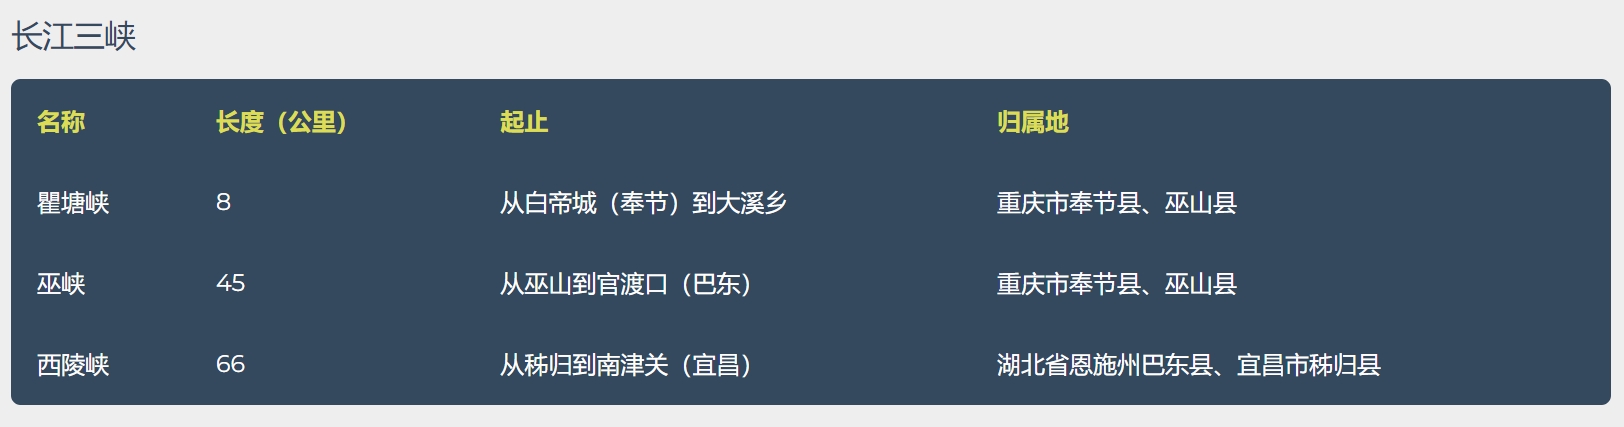 长江三峡
名称 长度（公里） 起止 归属地
瞿塘峡 8 从白帝城（奉节）到大溪乡 重庆市奉节县、巫山县
巫峡 45 从巫山到官渡口（巴东） 重庆市奉节县、巫山县
西陵峡 66 从秭归到南津关（宜昌） 湖北省恩施州巴东县、宜昌市秭归县